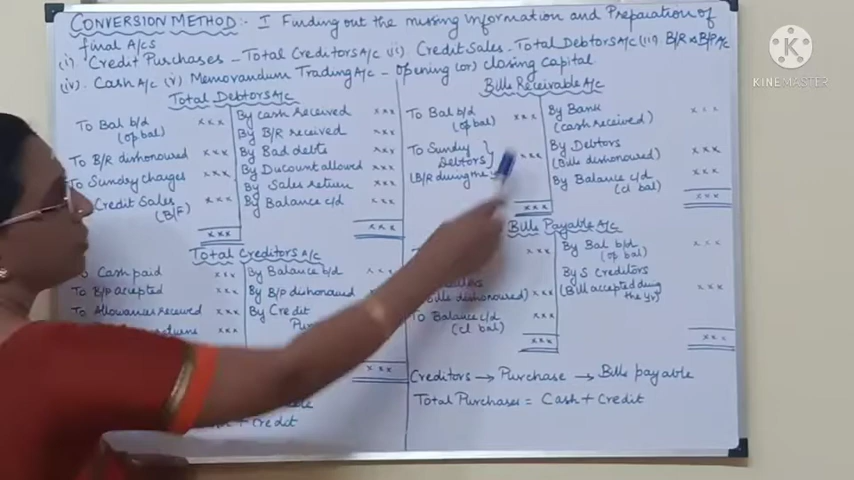 CONVERSION METHOD :- I Finding out the missing information and Preparation of
final A/cs
(i). Credit Purchases - Total Creditors A/c (ii). Credit Sales - Total Debtors A/c (iii) B/R & B/P A/c
(iv). Cash A/c (v) Memorandum Trading A/c - opening (or) closing capital
Total Debtors A/c
To Bal b/d xxx
(op bal)
To B/R dishonoured xxx
To Sundry charges xxx
Credit Sales xxx
(B/F)
xxx
By cash received xxx
By B/R received xxx
By Bad debts xxx
By Discount allowed xxx
By Sales return xxx
By Balance c/d xxx
xxx
Bills Receivable A/c
To Bal b/d xxx
(op bal)
To Sundry
Debtors xxx
(B/R during the
xxx
By Bank xxx
(cash received)
By Debtors xxx
(Bills dishonoured)
By Balance c/d xxx
(cl bal)
xxx
Total Creditors A/c
To Cash paid xxx
To B/P accepted xxx
To Allowances received xxx
xxx
By Balance b/d xxx
By B/P dishonoured
By Credit
xxx
Bills Payable A/c
xxx
dishonoured) xxx
To Balance c/d xxx
(cl bal)
xxx
By Bal b/d xxx
(op bal)
By S Creditors
(Bill accepted during xxx
the yr)
xxx
Creditors → Purchase → Bills payable
Total Purchases = Cash + Credit
+ Credit
K
KINEMASTER